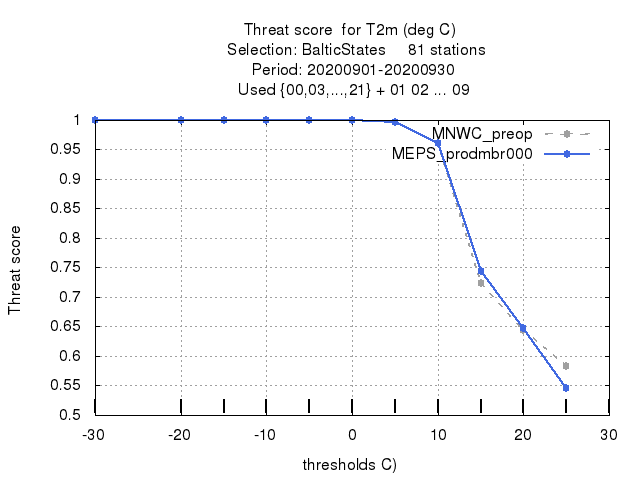 Threat score  for T2m (deg C)
Selection: BalticStates     81 stations
Period: 20200901-20200930
Used {00,03,...,21} + 01 02 ... 09
MNWC_preop
MEPS_prodmbr000
1
0.95
0.9
0.85
0.8
0.75
0.7
0.65
0.6
0.55
0.5
Threat score
-30 -20 -10 0 10 20 30
thresholds C)